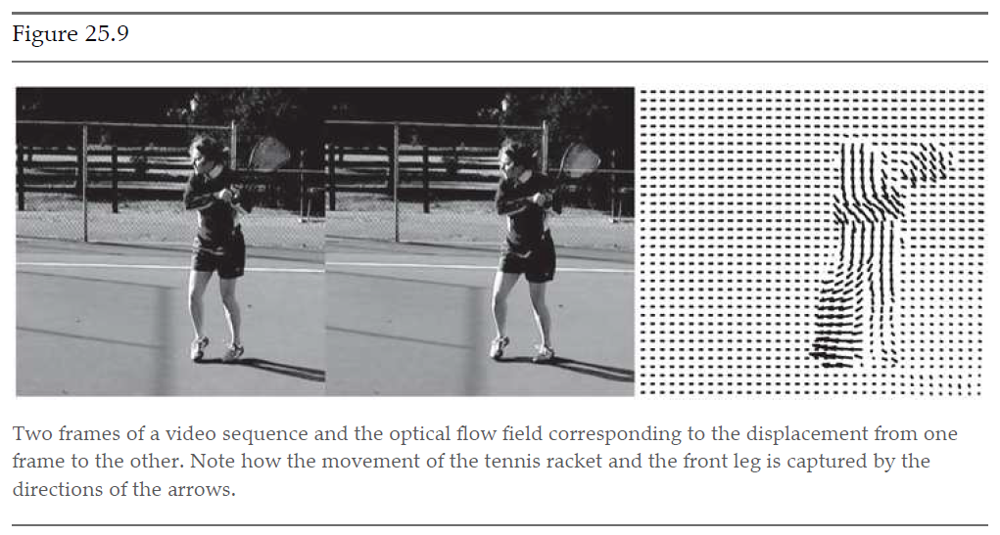 Figure 25.9
Two frames of a video sequence and the optical flow field corresponding to the displacement from one
frame to the other. Note how the movement of the tennis racket and the front leg is captured by the
directions of the arrows.